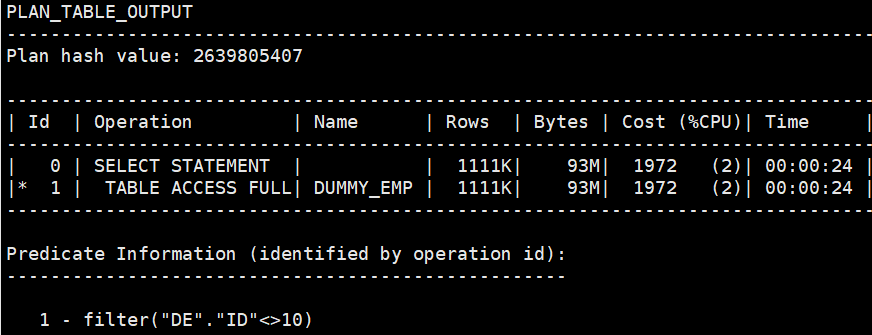 PLAN_TABLE_OUTPUT
--------------------------------------------------------------------------------
Plan hash value: 2639805407
--------------------------------------------------------------------------------
| Id  | Operation         | Name      | Rows  | Bytes | Cost (%CPU)| Time     |
--------------------------------------------------------------------------------
|   0 | SELECT STATEMENT  |           |  1111K|    93M|  1972   (2)| 00:00:24 |
|*  1 |  TABLE ACCESS FULL| DUMMY_EMP |  1111K|    93M|  1972   (2)| 00:00:24 |
--------------------------------------------------------------------------------
Predicate Information (identified by operation id):
---------------------------------------------------
1 - filter("DE"."ID"<>10)